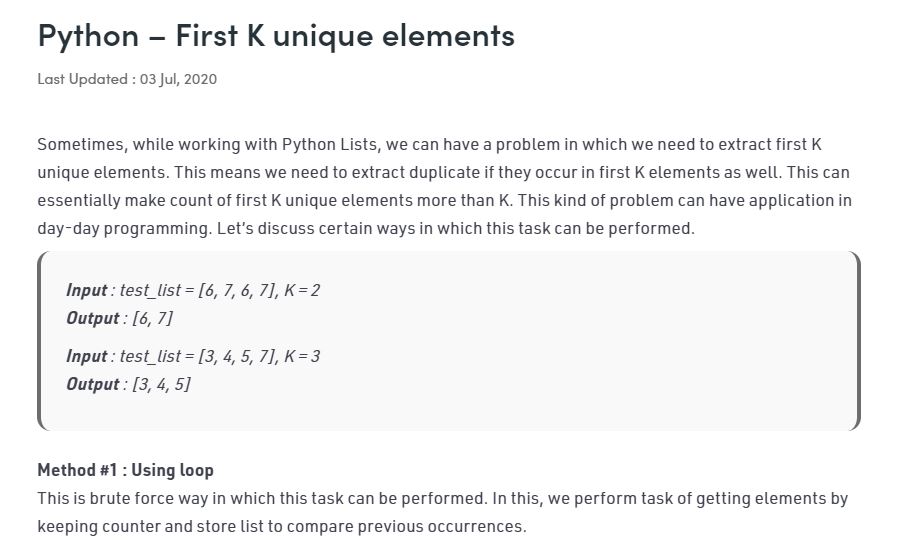 Python – First K unique elements
Last Updated : 03 Jul, 2020
Sometimes, while working with Python Lists, we can have a problem in which we need to extract first K
unique elements. This means we need to extract duplicate if they occur in first K elements as well. This can
essentially make count of first K unique elements more than K. This kind of problem can have application in
day-day programming. Let's discuss certain ways in which this task can be performed.
Input : test_list = [6, 7, 6, 7], K = 2
Output : [6, 7]
Input : test_list = [3, 4, 5, 7], K = 3
Output : [3, 4, 5]
Method #1 : Using loop
This is brute force way in which this task can be performed. In this, we perform task of getting elements by
keeping counter and store list to compare previous occurrences.